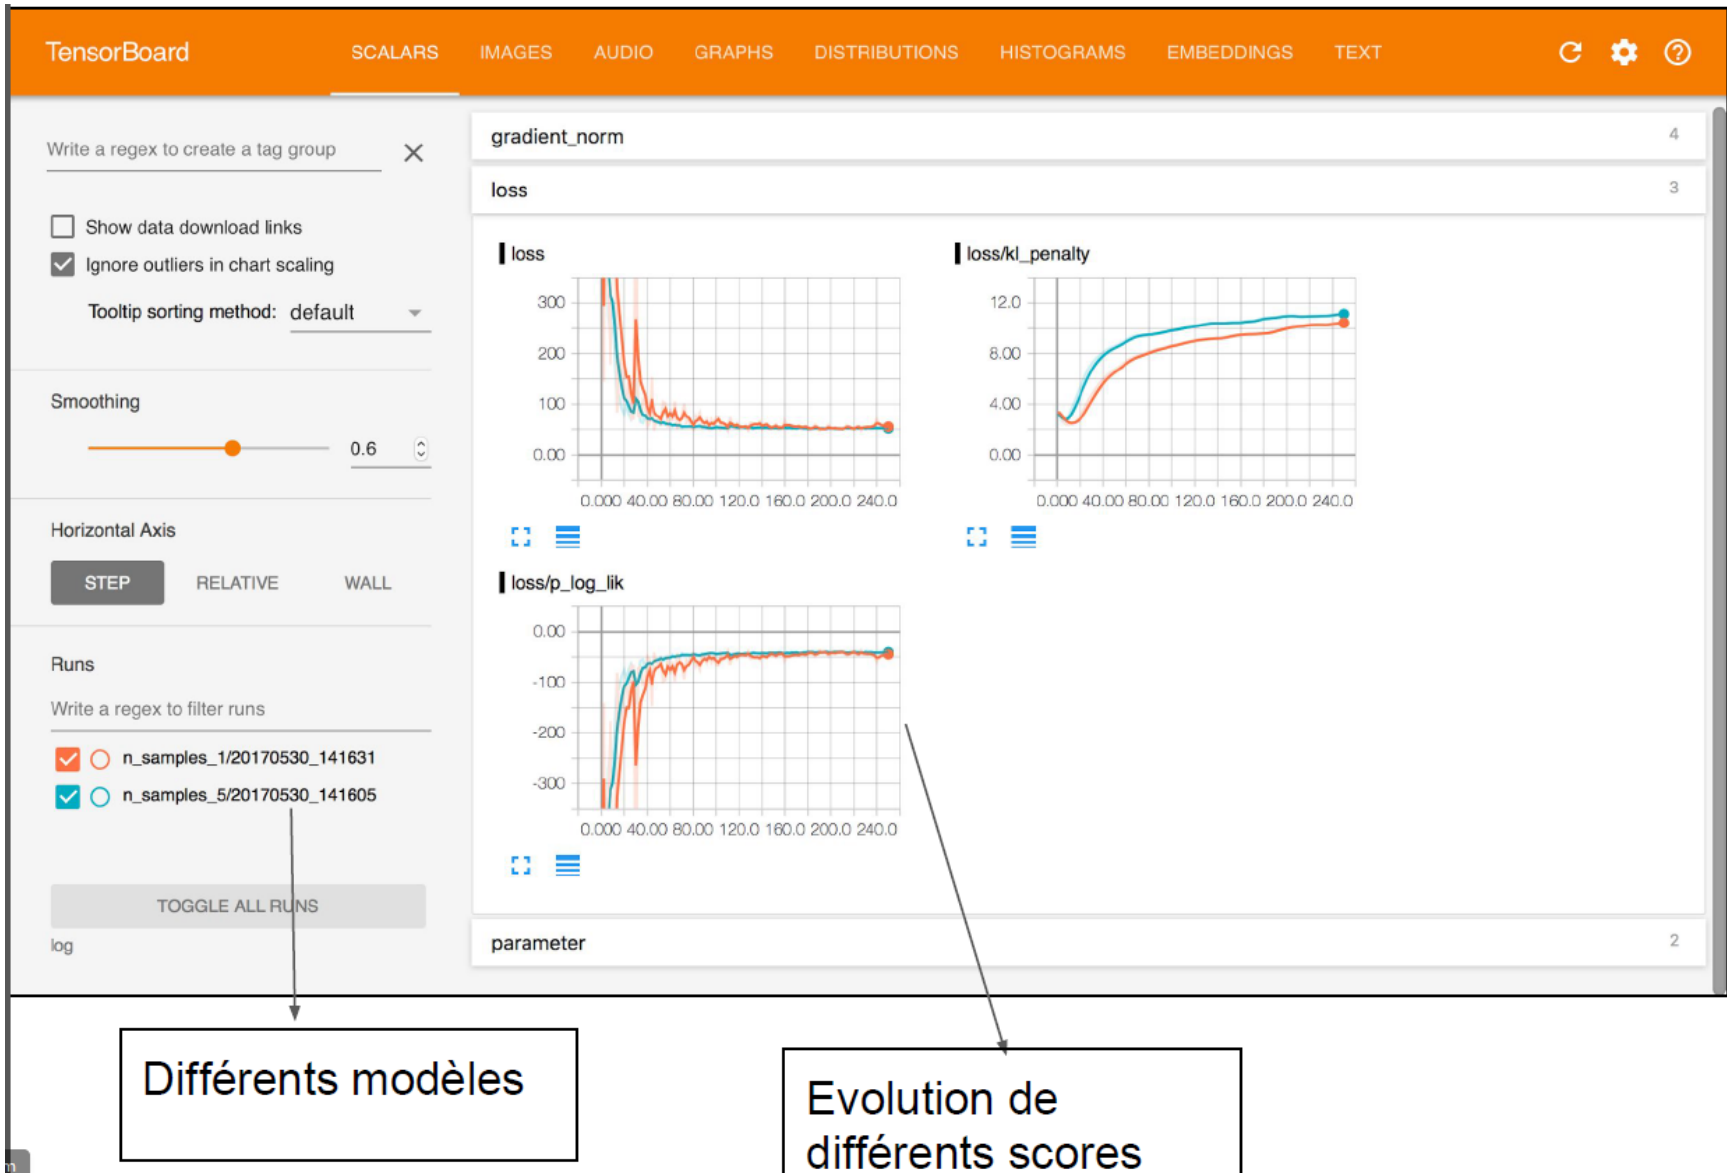 TensorBoard SCALARS IMAGES AUDIO GRAPHS DISTRIBUTIONS HISTOGRAMS EMBEDDINGS TEXT
Write a regex to create a tag group
Show data download links
Ignore outliers in chart scaling
Tooltip sorting method: default
Smoothing
0.6
Horizontal Axis
STEP RELATIVE WALL
Runs
Write a regex to filter runs
n_samples_1/20170530_141631
n_samples_5/20170530_141605
TOGGLE ALL RUNS
log
gradient_norm 4
loss 3
loss
300
200
100
0.00
0.000 40.00 80.00 120.0 160.0 200.0 240.0
loss/kl_penalty
12.0
8.00
4.00
0.00
0.000 40.00 80.00 120.0 160.0 200.0 240.0
loss/p_log_lik
0.00
-100
-200
-300
0.000 40.00 80.00 120.0 160.0 200.0 240.0
parameter 2
Différents modèles
Evolution de
différents scores